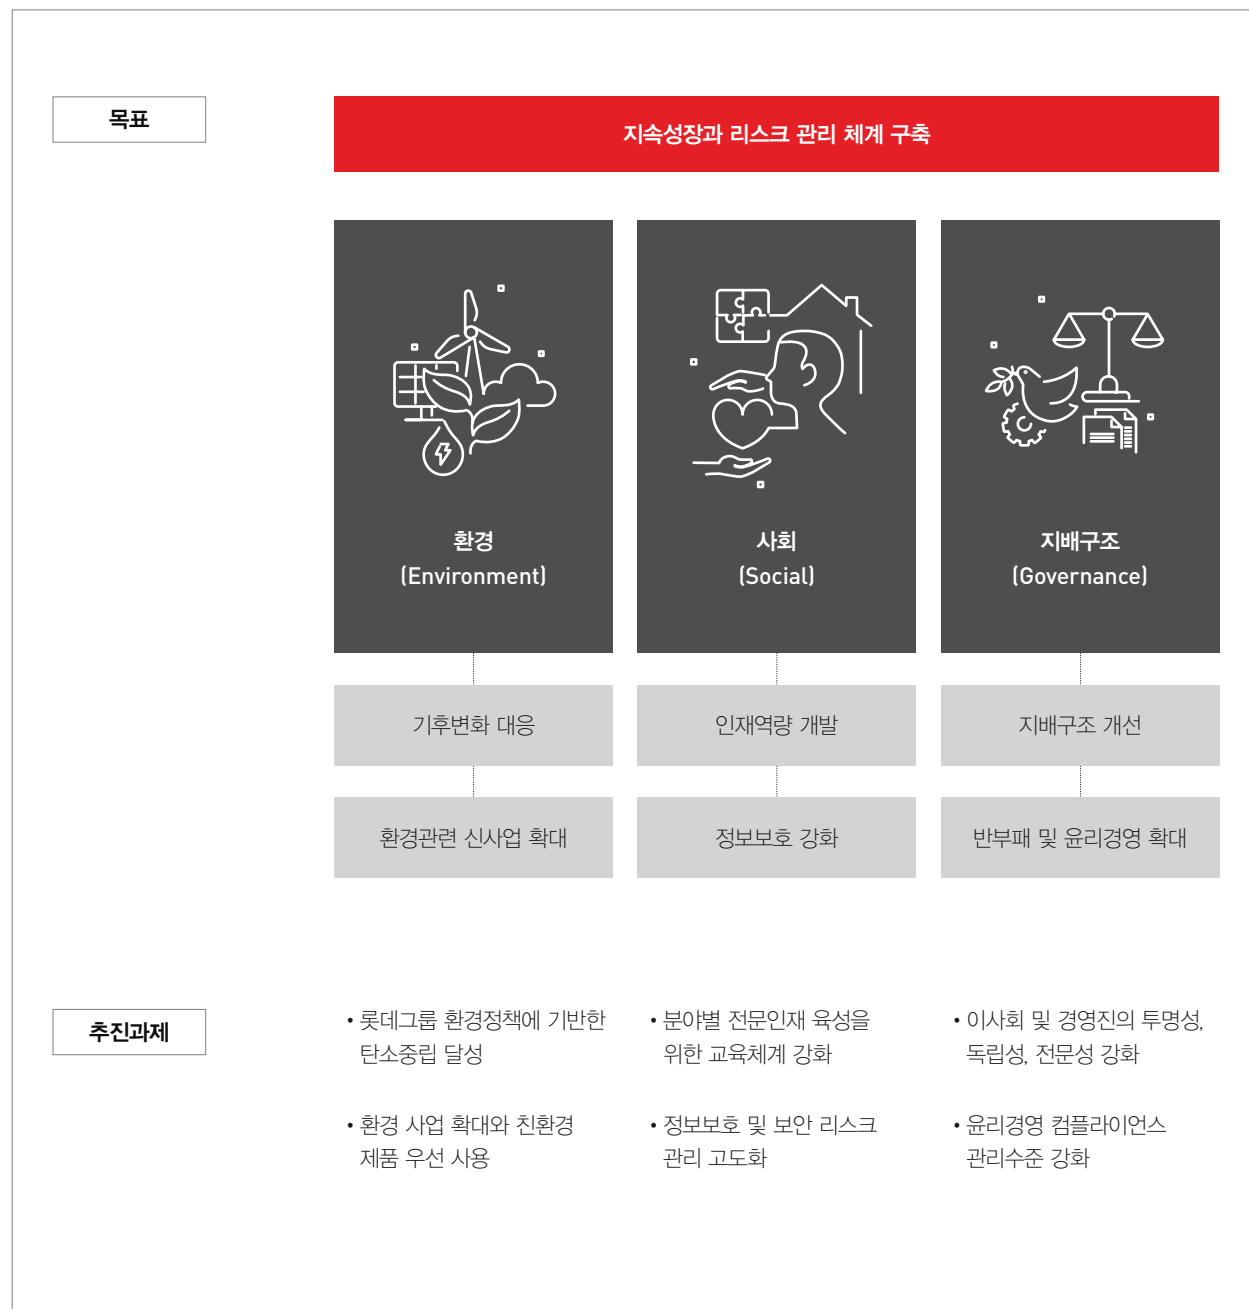 목표
지속성장과 리스크 관리 체계 구축
환경
(Environment)
사회
(Social)
지배구조
(Governance)
기후변화 대응
인재역량 개발
지배구조 개선
환경관련 신사업 확대
정보보호 강화
반부패 및 윤리경영 확대
추진과제
• 롯데그룹 환경정책에 기반한
탄소중립 달성
• 환경 사업 확대와 친환경
제품 우선 사용
• 분야별 전문인재 육성을
위한 교육체계 강화
• 정보보호 및 보안 리스크
관리 고도화
• 이사회 및 경영진의 투명성,
독립성, 전문성 강화
• 윤리경영 컴플라이언스
관리수준 강화